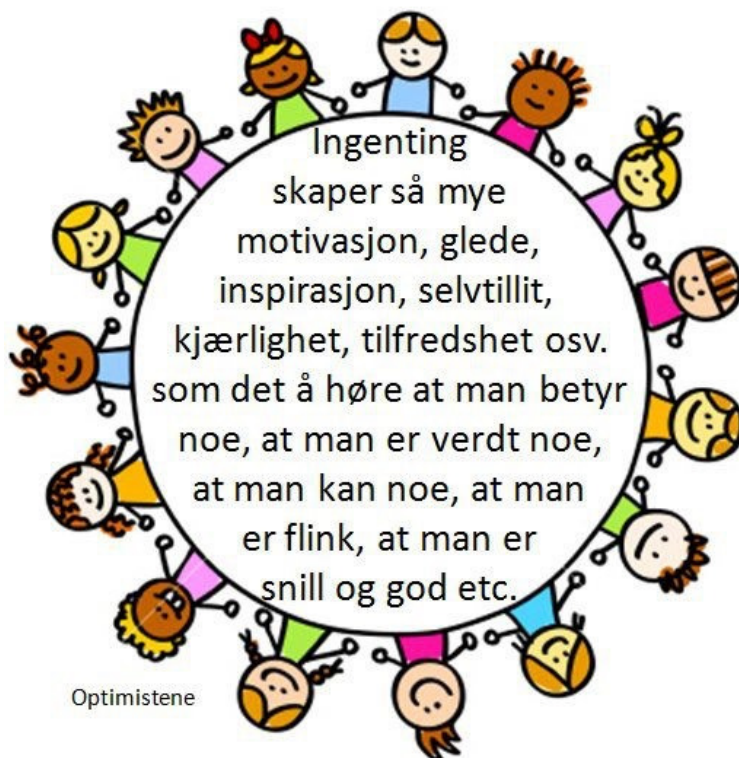 Ingenting
skaper så mye
motivasjon, glede,
inspirasjon, selvtillit,
kjærlighet, tilfredshet osv.
som det å høre at man betyr
noe, at man er verdt noe,
at man kan noe, at man
er flink, at man er
snill og god etc.
Optimistene